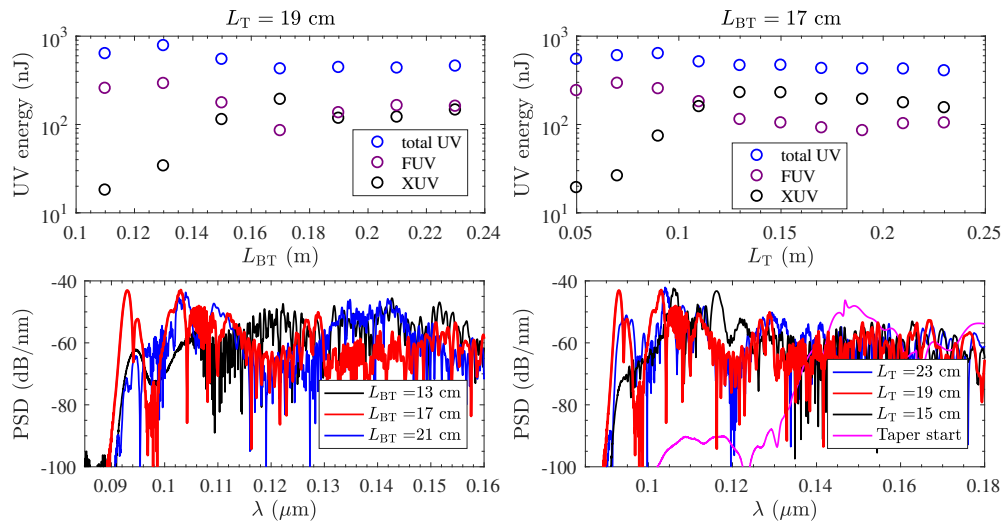 L_T = 19 cm
UV energy (nJ)
10^3
10^2
10^1
total UV
FUV
XUV
0.1 0.12 0.14 0.16 0.18 0.2 0.22 0.24
L_BT (m)
L_BT = 17 cm
UV energy (nJ)
10^3
10^2
10^1
total UV
FUV
XUV
0.05 0.1 0.15 0.2 0.25
L_T (m)
PSD (dB/nm)
-40
-60
-80
-100
L_BT =13 cm
L_BT =17 cm
L_BT =21 cm
0.09 0.1 0.11 0.12 0.13 0.14 0.15 0.16
λ (μm)
PSD (dB/nm)
-40
-60
-80
-100
L_T =23 cm
L_T =19 cm
L_T =15 cm
Taper start
0.1 0.12 0.14 0.16 0.18
λ (μm)